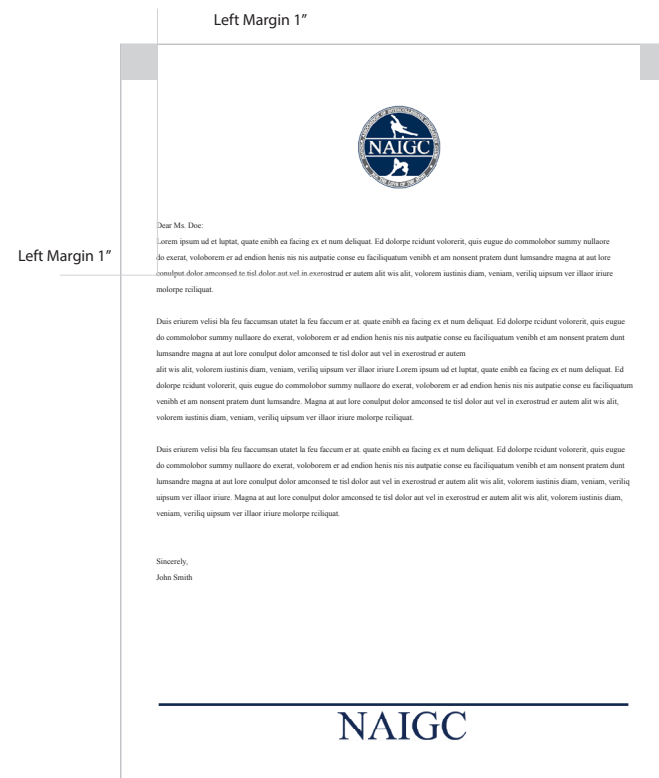 Left Margin 1”
NAIGC
Dear Ms. Doe:
Lorem ipsum ud et luptat, quate enibh ea facing ex et num deliquat. Ed dolorpe rcidunt volorerit, quis eugue do commolobor summy nullaore
do exerat, voloborem er ad endion henis nis nis autpatie conse eu faciliquatum venibh et am nonsent pratem dunt lumsandre magna at aut lore
Left Margin 1”
conulput dolor amconsed te tisl dolor aut vel in exerostrud er autem alit wis alit, volorem iustinis diam, veniam, veriliq uipsum ver illaor iriure
molorpe rciliquat.
Duis eriurem velisi bla feu faccumsan utatet la feu faccum er at. quate enibh ea facing ex et num deliquat. Ed dolorpe rcidunt volorerit, quis eugue
do commolobor summy nullaore do exerat, voloborem er ad endion henis nis nis autpatie conse eu faciliquatum venibh et am nonsent pratem dunt
lumsandre magna at aut lore conulput dolor amconsed te tisl dolor aut vel in exerostrud er autem
alit wis alit, volorem iustinis diam, veniam, veriliq uipsum ver illaor iriure Lorem ipsum ud et luptat, quate enibh ea facing ex et num deliquat. Ed
dolorpe rcidunt volorerit, quis eugue do commolobor summy nullaore do exerat, voloborem er ad endion henis nis nis autpatie conse eu faciliquatum
venibh et am nonsent pratem dunt lumsandre. Magna at aut lore conulput dolor amconsed te tisl dolor aut vel in exerostrud er autem alit wis alit,
volorem iustinis diam, veniam, veriliq uipsum ver illaor iriure molorpe rciliquat.
Duis eriurem velisi bla feu faccumsan utatet la feu faccum er at. quate enibh ea facing ex et num deliquat. Ed dolorpe rcidunt volorerit, quis eugue
do commolobor summy nullaore do exerat, voloborem er ad endion henis nis nis autpatie conse eu faciliquatum venibh et am nonsent pratem dunt
lumsandre magna at aut lore conulput dolor amconsed te tisl dolor aut vel in exerostrud er autem alit wis alit, volorem iustinis diam, veniam, veriliq
uipsum ver illaor iriure. Magna at aut lore conulput dolor amconsed te tisl dolor aut vel in exerostrud er autem alit wis alit, volorem iustinis diam,
veniam, veriliq uipsum ver illaor iriure molorpe rciliquat.
Sincerely,
John Smith
NAIGC